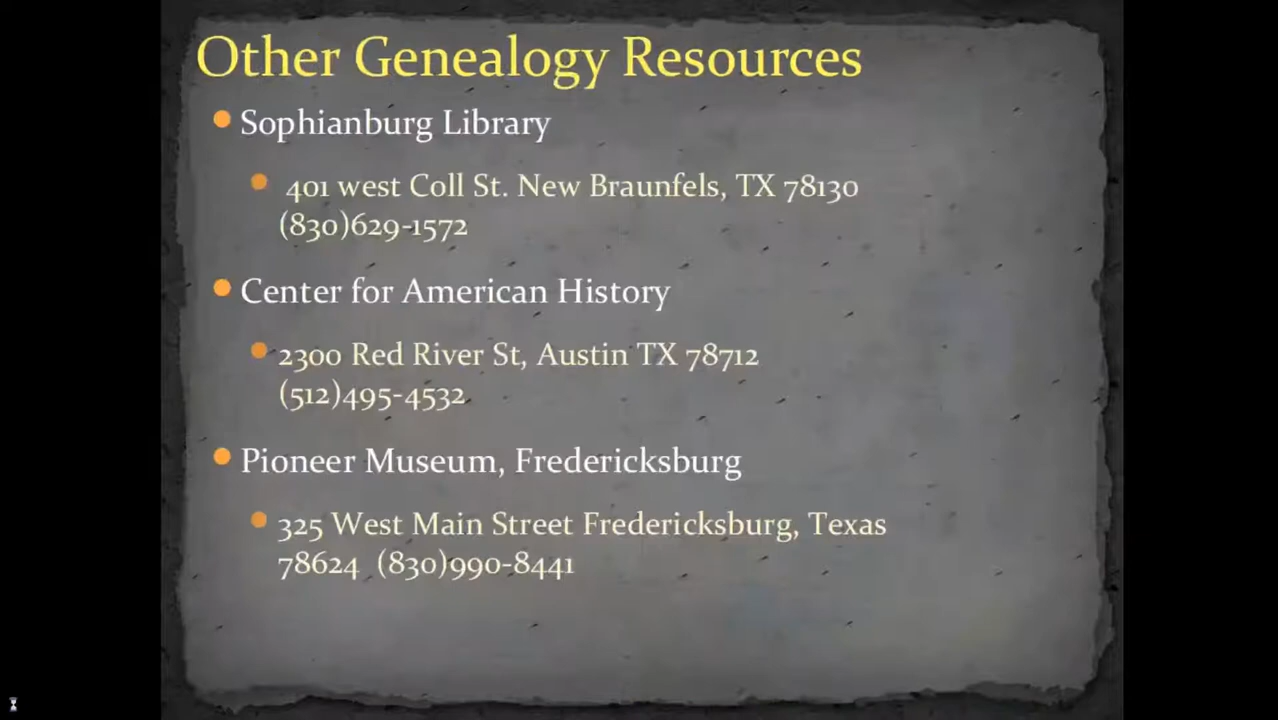 Other Genealogy Resources
Sophianburg Library
401 west Coll St. New Braunfels, TX 78130
(830)629-1572
Center for American History
2300 Red River St, Austin TX 78712
(512)495-4532
Pioneer Museum, Fredericksburg
325 West Main Street Fredericksburg, Texas
78624 (830)990-8441